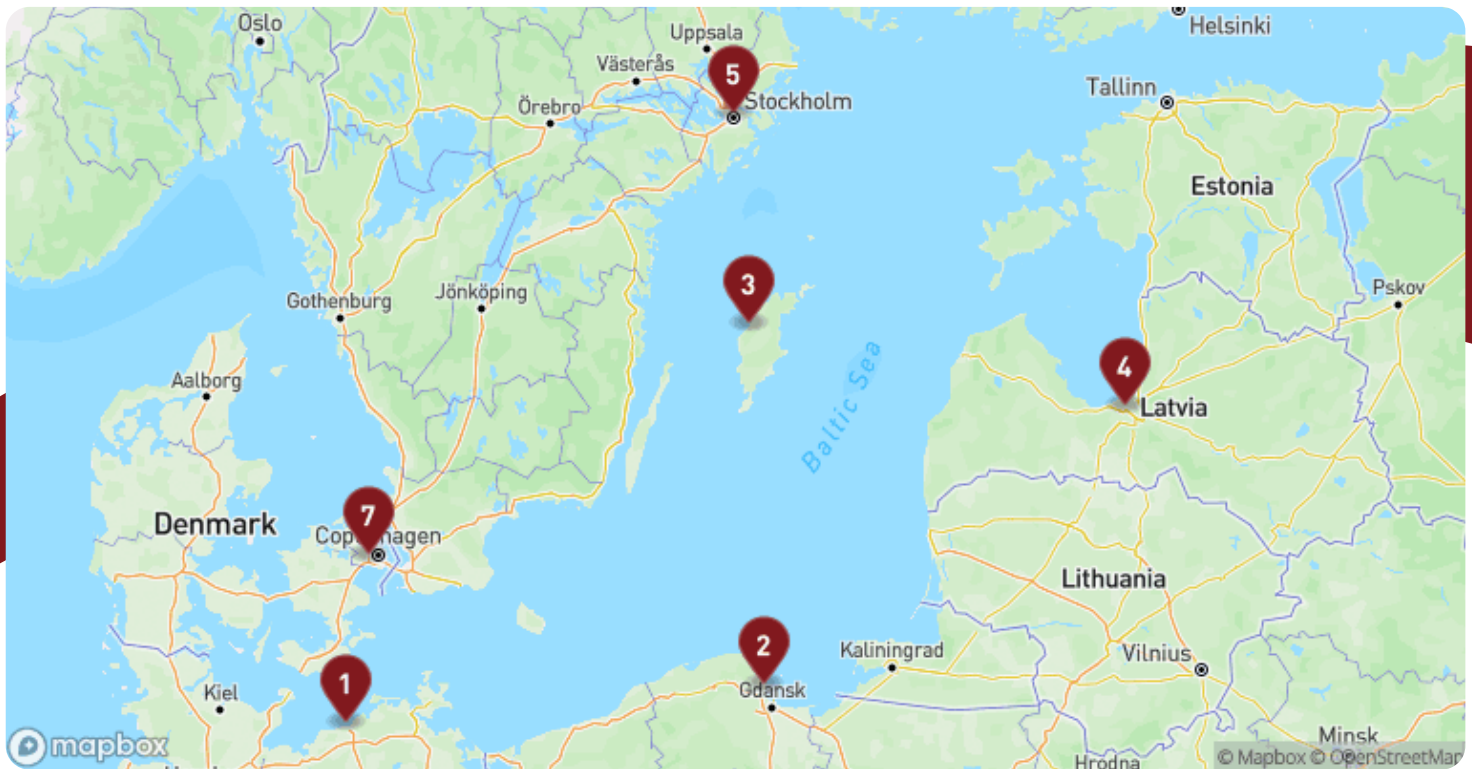 Oslo
Helsinki
Uppsala
Västerås
5
Stockholm
Örebro
Tallinn
Estonia
3
Pskov
Jönköping
Gothenburg
Baltic Sea
Aalborg
4
Latvia
7
Denmark
Copenhagen
Lithuania
2
Kaliningrad
Vilnius
1
Kiel
Gdansk
mapbox
Minsk
© Mapbox © OpenStreetMap
Hrodna